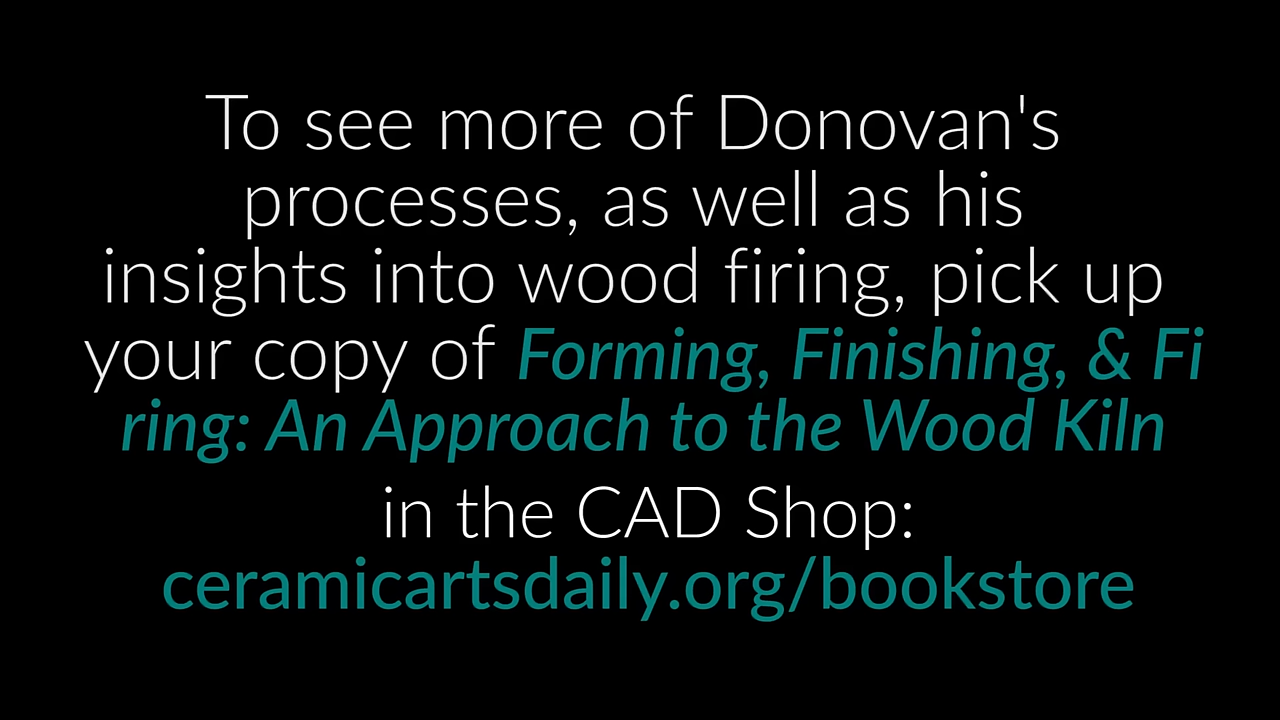 To see more of Donovan's
processes, as well as his
insights into wood firing, pick up
your copy of Forming, Finishing, & Fi
ring: An Approach to the Wood Kiln
in the CAD Shop:
ceramicartsdaily.org/bookstore